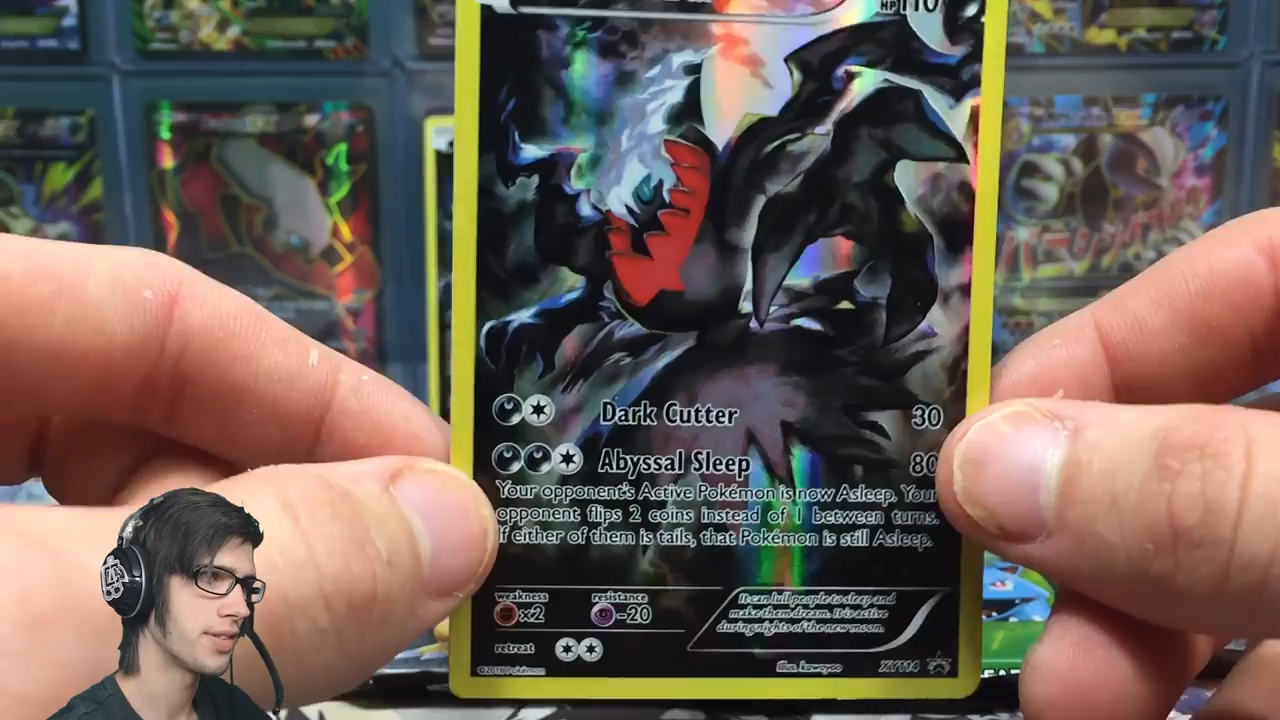 HP110
Dark Cutter 30
Abyssal Sleep 80
Your opponent's Active Pokémon is now Asleep. Your
opponent flips 2 coins instead of 1 between turns.
If either of them is tails, that Pokémon is still Asleep.
weakness resistance
×2 -20
It can lull people to sleep and
make them dream. It is active
during nights of the new moon.
retreat
©2016 Pokémon Illus. kawayoo XY114